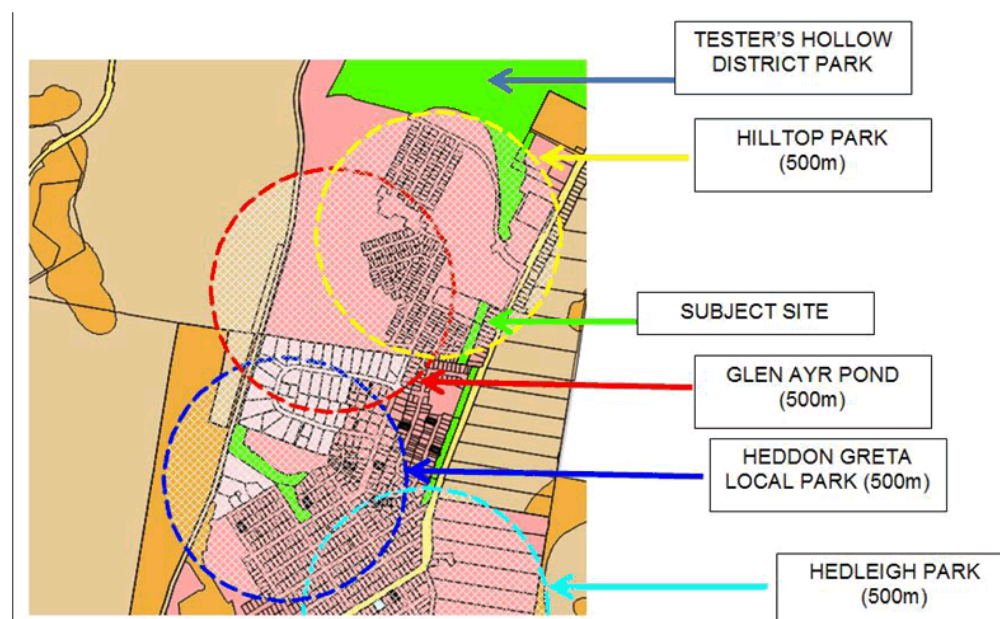 TESTER'S HOLLOW
DISTRICT PARK
HILLTOP PARK
(500m)
SUBJECT SITE
GLEN AYR POND
(500m)
HEDDON GRETA
LOCAL PARK (500m)
HEDLEIGH PARK
(500m)